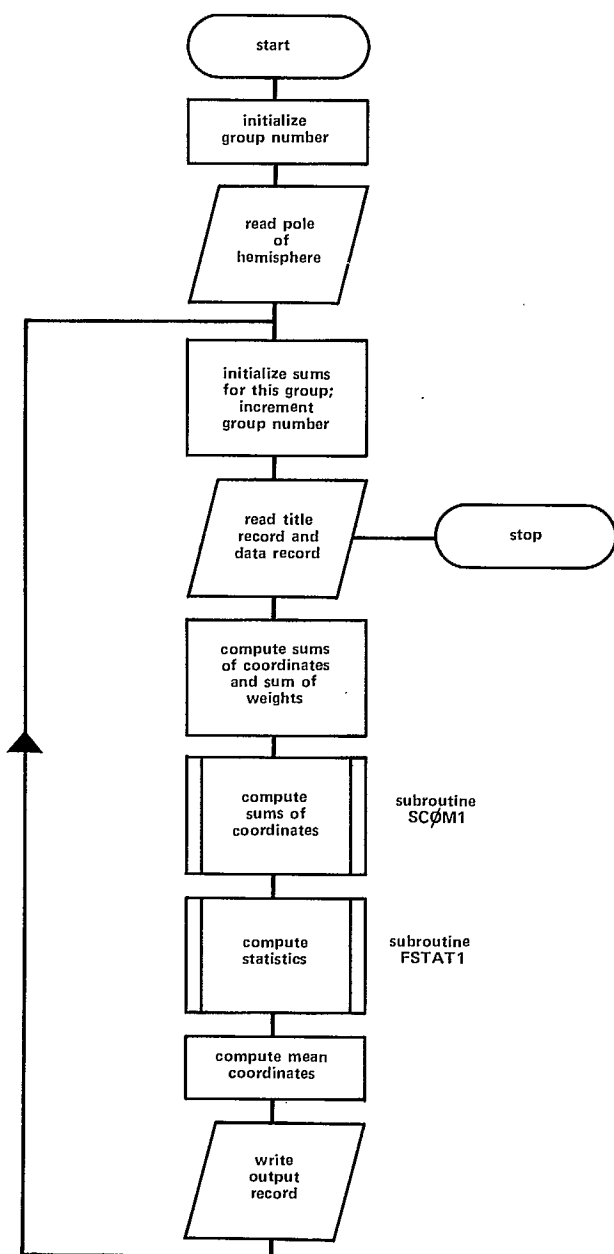 start
initialize
group number
read pole
of
hemisphere
initialize sums
for this group;
increment
group number
read title
record and
data record
stop
compute sums
of coordinates
and sum of
weights
compute
sums of
coordinates
subroutine
SCØM1
compute
statistics
subroutine
FSTAT1
compute mean
coordinates
write
output
record